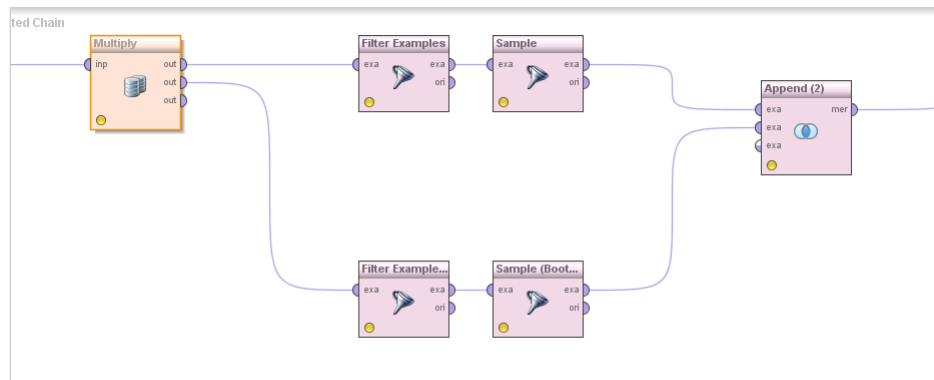 ted Chain
Multiply
inp out
out
out
Filter Examples
exa exa
ori
Sample
exa exa
ori
Append (2)
exa mer
exa
exa
Filter Example...
exa exa
ori
Sample (Boot...
exa exa
ori